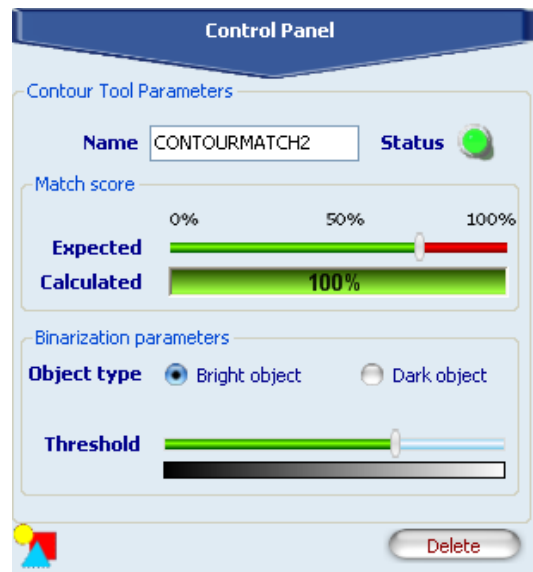 Control Panel
Contour Tool Parameters
Name CONTOURMATCH2 Status
Match score
0% 50% 100%
Expected
Calculated 100%
Binarization parameters
Object type Bright object Dark object
Threshold
Delete